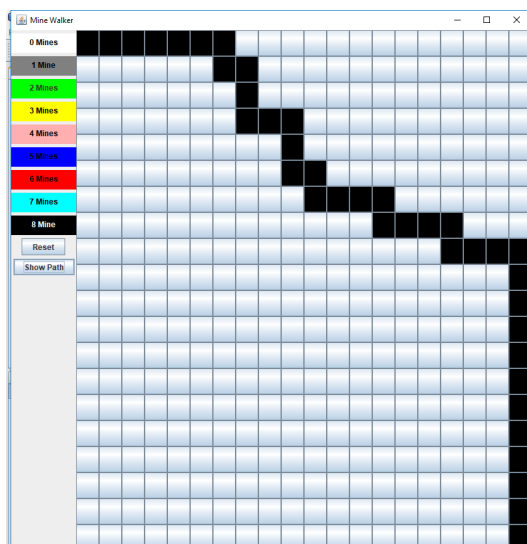 Mine Walker
0 Mines
1 Mine
2 Mines
3 Mines
4 Mines
5 Mines
6 Mines
7 Mines
8 Mine
Reset
Show Path